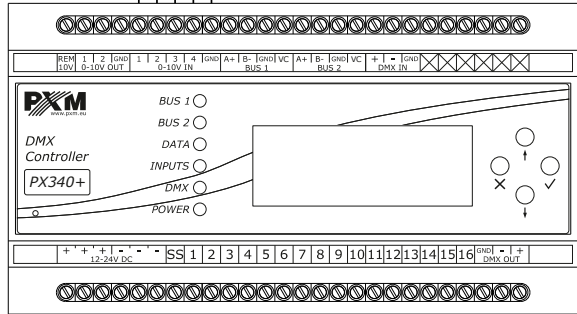 REM 1 2 GND 1 2 3 4 GND A+ B- GND VC A+ B- GND VC + - GND
10V 0-10V OUT 0-10V IN BUS 1 BUS 2 DMX IN
PXM
www.pxm.eu
DMX
Controller
PX340+
BUS 1
BUS 2
DATA
INPUTS
DMX
POWER
+ + + - - - SS 1 2 3 4 5 6 7 8 9 10 11 12 13 14 15 16 GND - +
12-24V DC DMX OUT